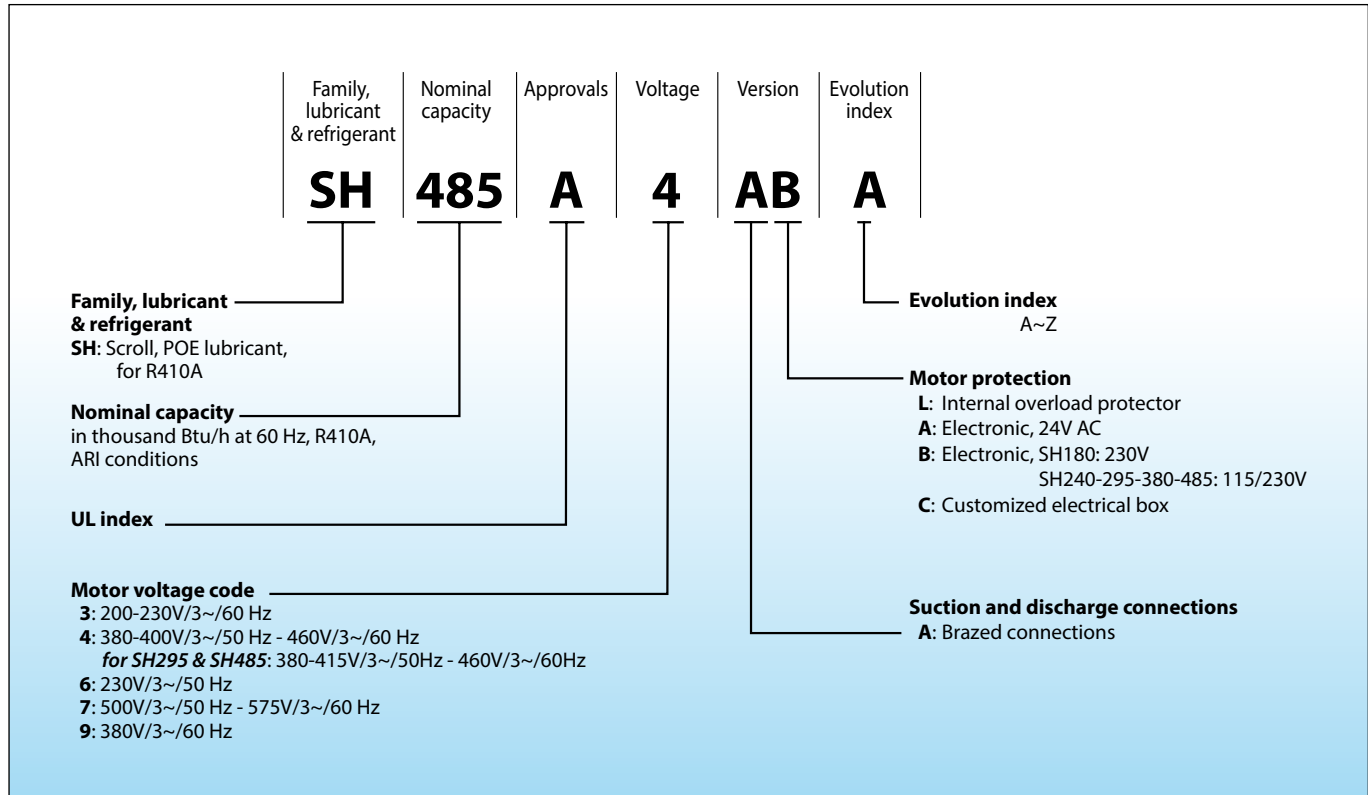 Family,
lubricant
& refrigerant
Nominal
capacity
Approvals
Voltage
Version
Evolution
index
SH
485
A
4
AB
A
Family, lubricant
& refrigerant
SH: Scroll, POE lubricant,
for R410A
Nominal capacity
in thousand Btu/h at 60 Hz, R410A,
ARI conditions
UL index
Motor voltage code
3: 200-230V/3~/60 Hz
4: 380-400V/3~/50 Hz - 460V/3~/60 Hz
for SH295 & SH485: 380-415V/3~/50Hz - 460V/3~/60Hz
6: 230V/3~/50 Hz
7: 500V/3~/50 Hz - 575V/3~/60 Hz
9: 380V/3~/60 Hz
Evolution index
A~Z
Motor protection
L: Internal overload protector
A: Electronic, 24V AC
B: Electronic, SH180: 230V
SH240-295-380-485: 115/230V
C: Customized electrical box
Suction and discharge connections
A: Brazed connections